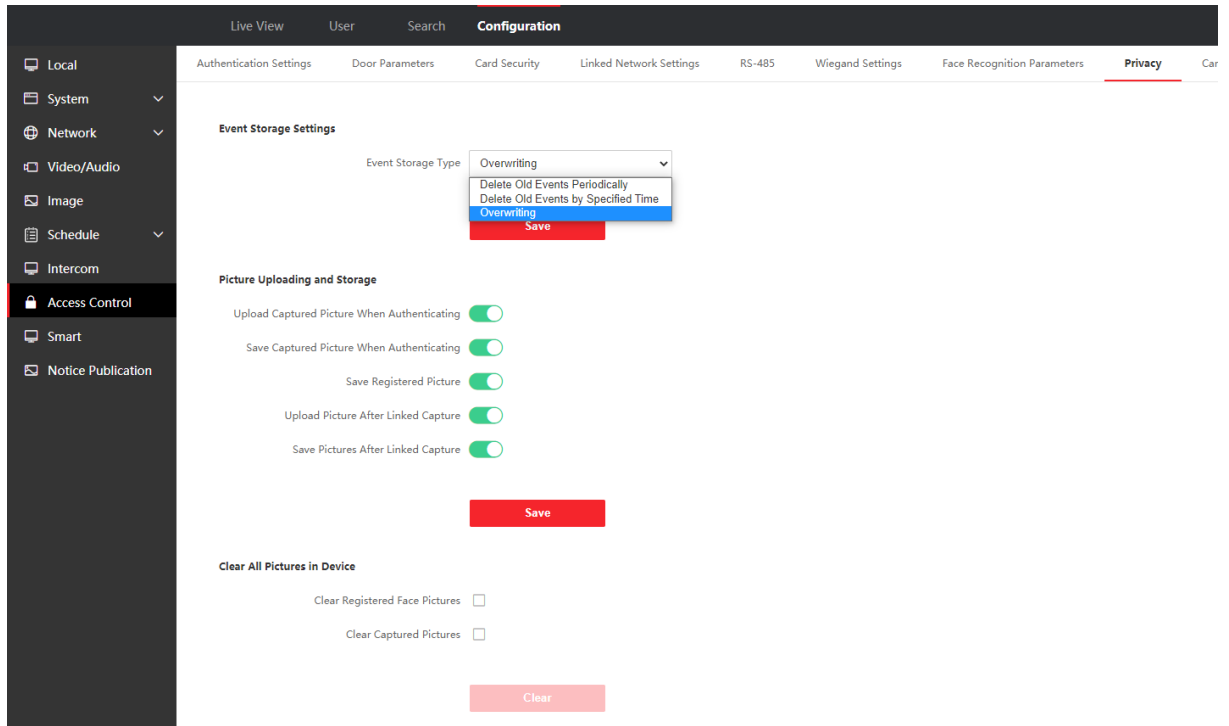 Live View User Search Configuration
Local
System
Network
Video/Audio
Image
Schedule
Intercom
Access Control
Smart
Notice Publication
Authentication Settings Door Parameters Card Security Linked Network Settings RS-485 Wiegand Settings Face Recognition Parameters Privacy
Event Storage Settings
Event Storage Type Overwriting
Delete Old Events Periodically
Delete Old Events by Specified Time
Overwriting
Save
Picture Uploading and Storage
Upload Captured Picture When Authenticating
Save Captured Picture When Authenticating
Save Registered Picture
Upload Picture After Linked Capture
Save Pictures After Linked Capture
Save
Clear All Pictures in Device
Clear Registered Face Pictures
Clear Captured Pictures
Clear